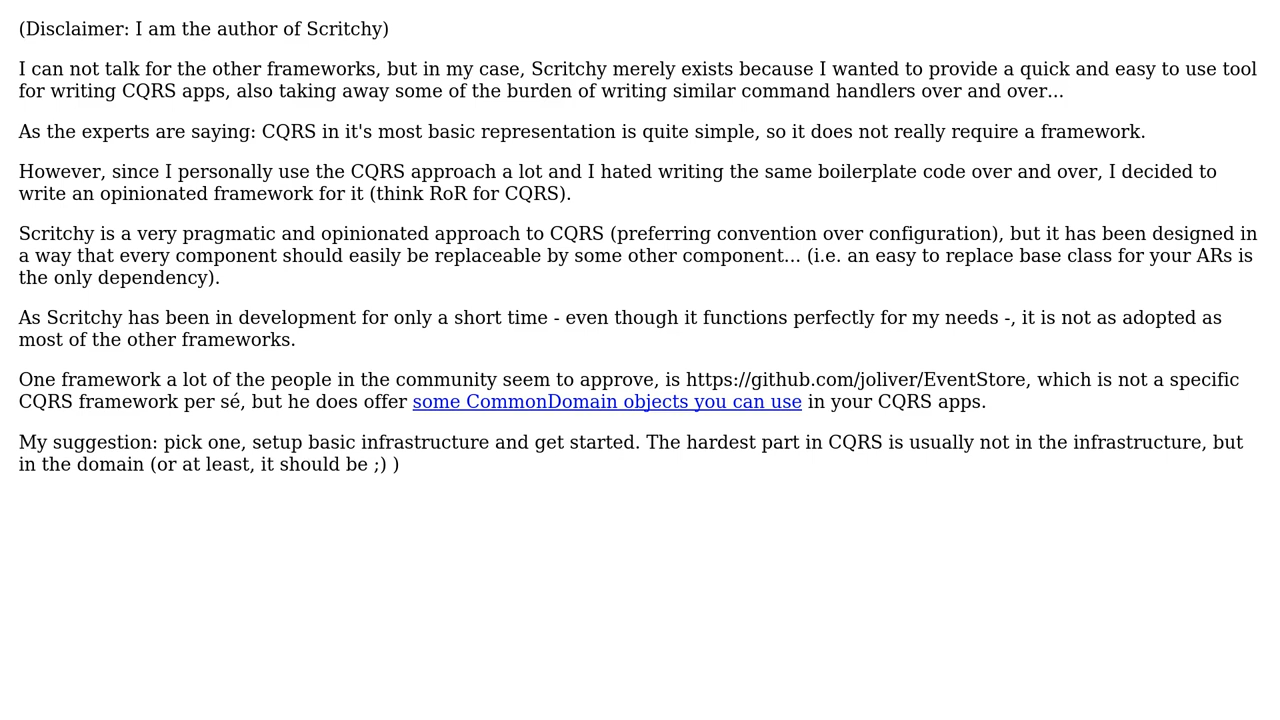 (Disclaimer: I am the author of Scritchy)
I can not talk for the other frameworks, but in my case, Scritchy merely exists because I wanted to provide a quick and easy to use tool
for writing CQRS apps, also taking away some of the burden of writing similar command handlers over and over...
As the experts are saying: CQRS in it's most basic representation is quite simple, so it does not really require a framework.
However, since I personally use the CQRS approach a lot and I hated writing the same boilerplate code over and over, I decided to
write an opinionated framework for it (think RoR for CQRS).
Scritchy is a very pragmatic and opinionated approach to CQRS (preferring convention over configuration), but it has been designed in
a way that every component should easily be replaceable by some other component... (i.e. an easy to replace base class for your ARs is
the only dependency).
As Scritchy has been in development for only a short time - even though it functions perfectly for my needs -, it is not as adopted as
most of the other frameworks.
One framework a lot of the people in the community seem to approve, is https://github.com/joliver/EventStore, which is not a specific
CQRS framework per sé, but he does offer some CommonDomain objects you can use in your CQRS apps.
My suggestion: pick one, setup basic infrastructure and get started. The hardest part in CQRS is usually not in the infrastructure, but
in the domain (or at least, it should be ;) )